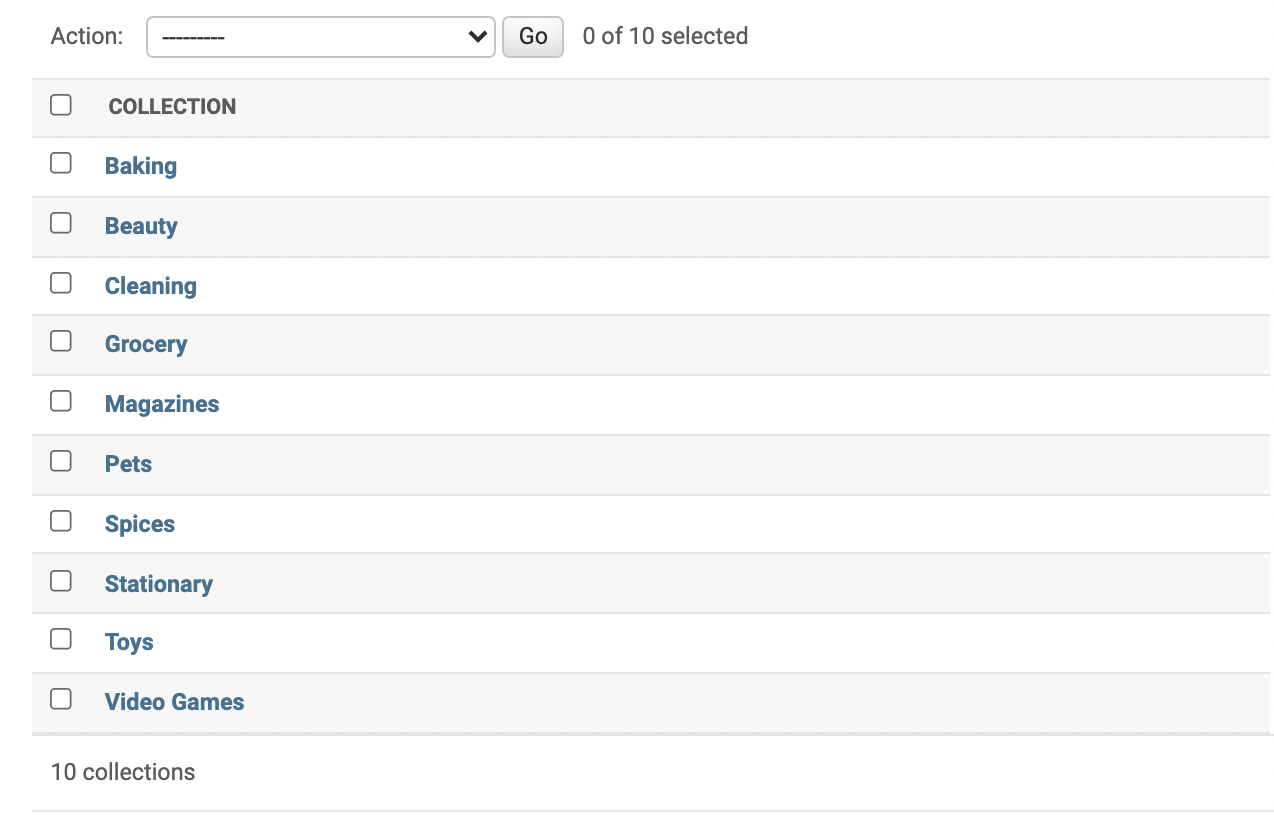 Action: --------- Go 0 of 10 selected
COLLECTION
Baking
Beauty
Cleaning
Grocery
Magazines
Pets
Spices
Stationary
Toys
Video Games
10 collections